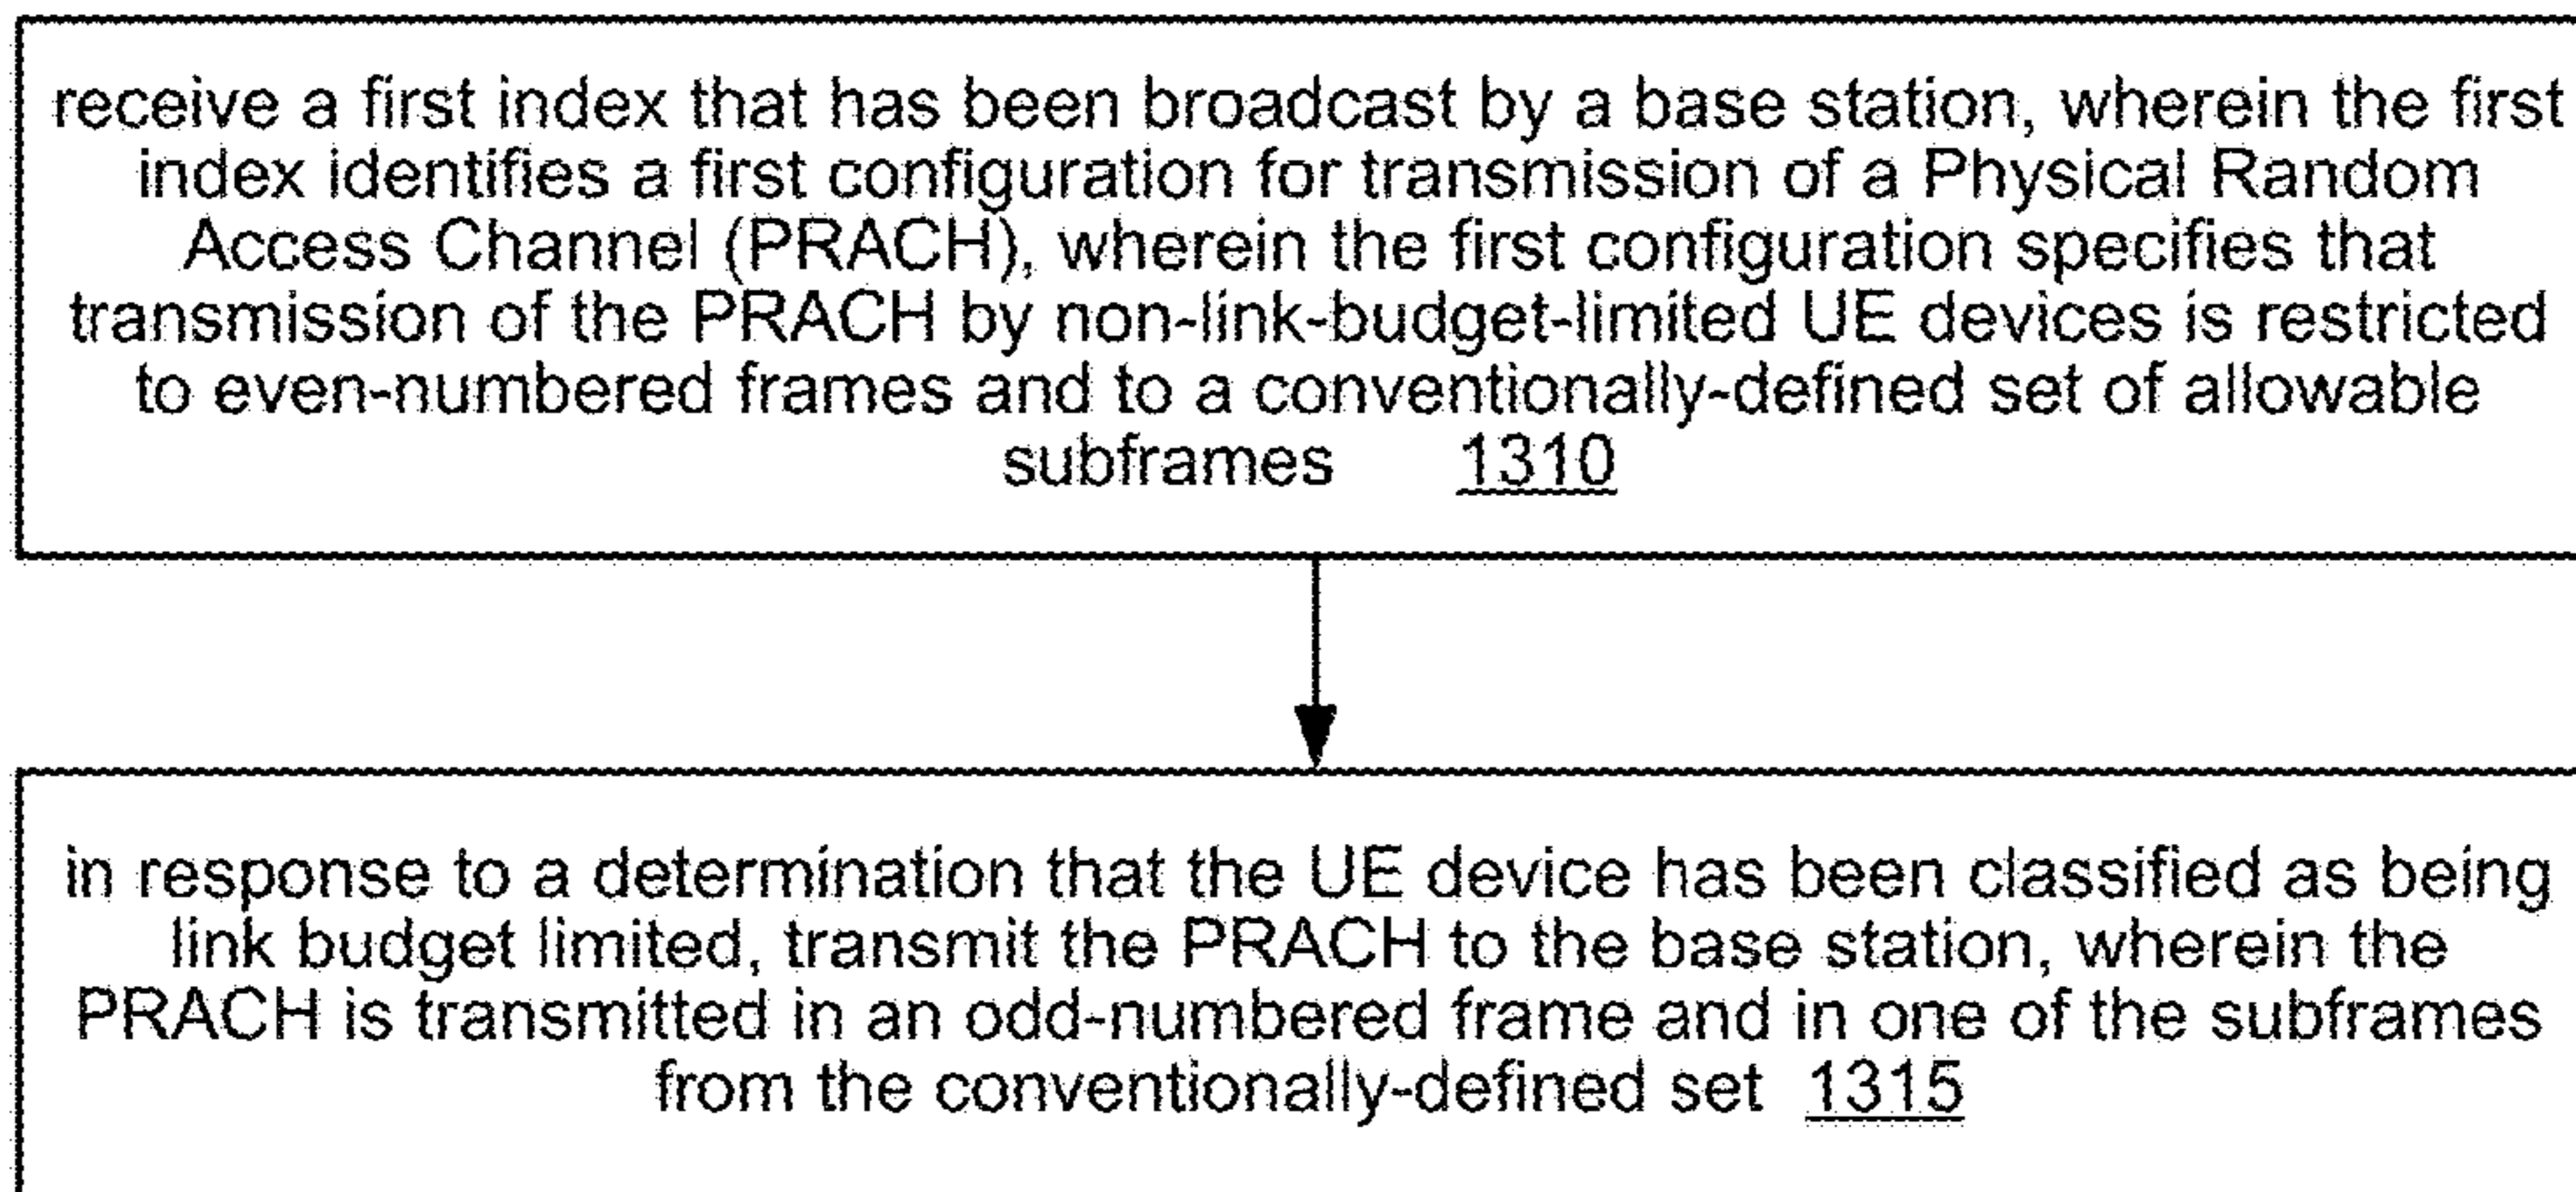 receive a first index that has been broadcast by a base station, wherein the first
index identifies a first configuration for transmission of a Physical Random
Access Channel (PRACH), wherein the first configuration specifies that
transmission of the PRACH by non-link-budget-limited UE devices is restricted
to even-numbered frames and to a conventionally-defined set of allowable
subframes 1310
in response to a determination that the UE device has been classified as being
link budget limited, transmit the PRACH to the base station, wherein the
PRACH is transmitted in an odd-numbered frame and in one of the subframes
from the conventionally-defined set 1315